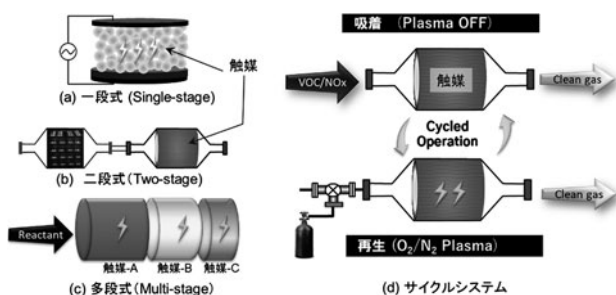 触媒
(a) 一段式 (Single-stage)
(b) 二段式(Two-stage)
Reactant
触媒-A
触媒-B
触媒-C
(c) 多段式(Multi-stage)
吸着 (Plasma OFF)
VOC/NOx
触媒
Clean gas
Cycled
Operation
Clean gas
再生 (O₂/N₂ Plasma)
(d) サイクルシステム